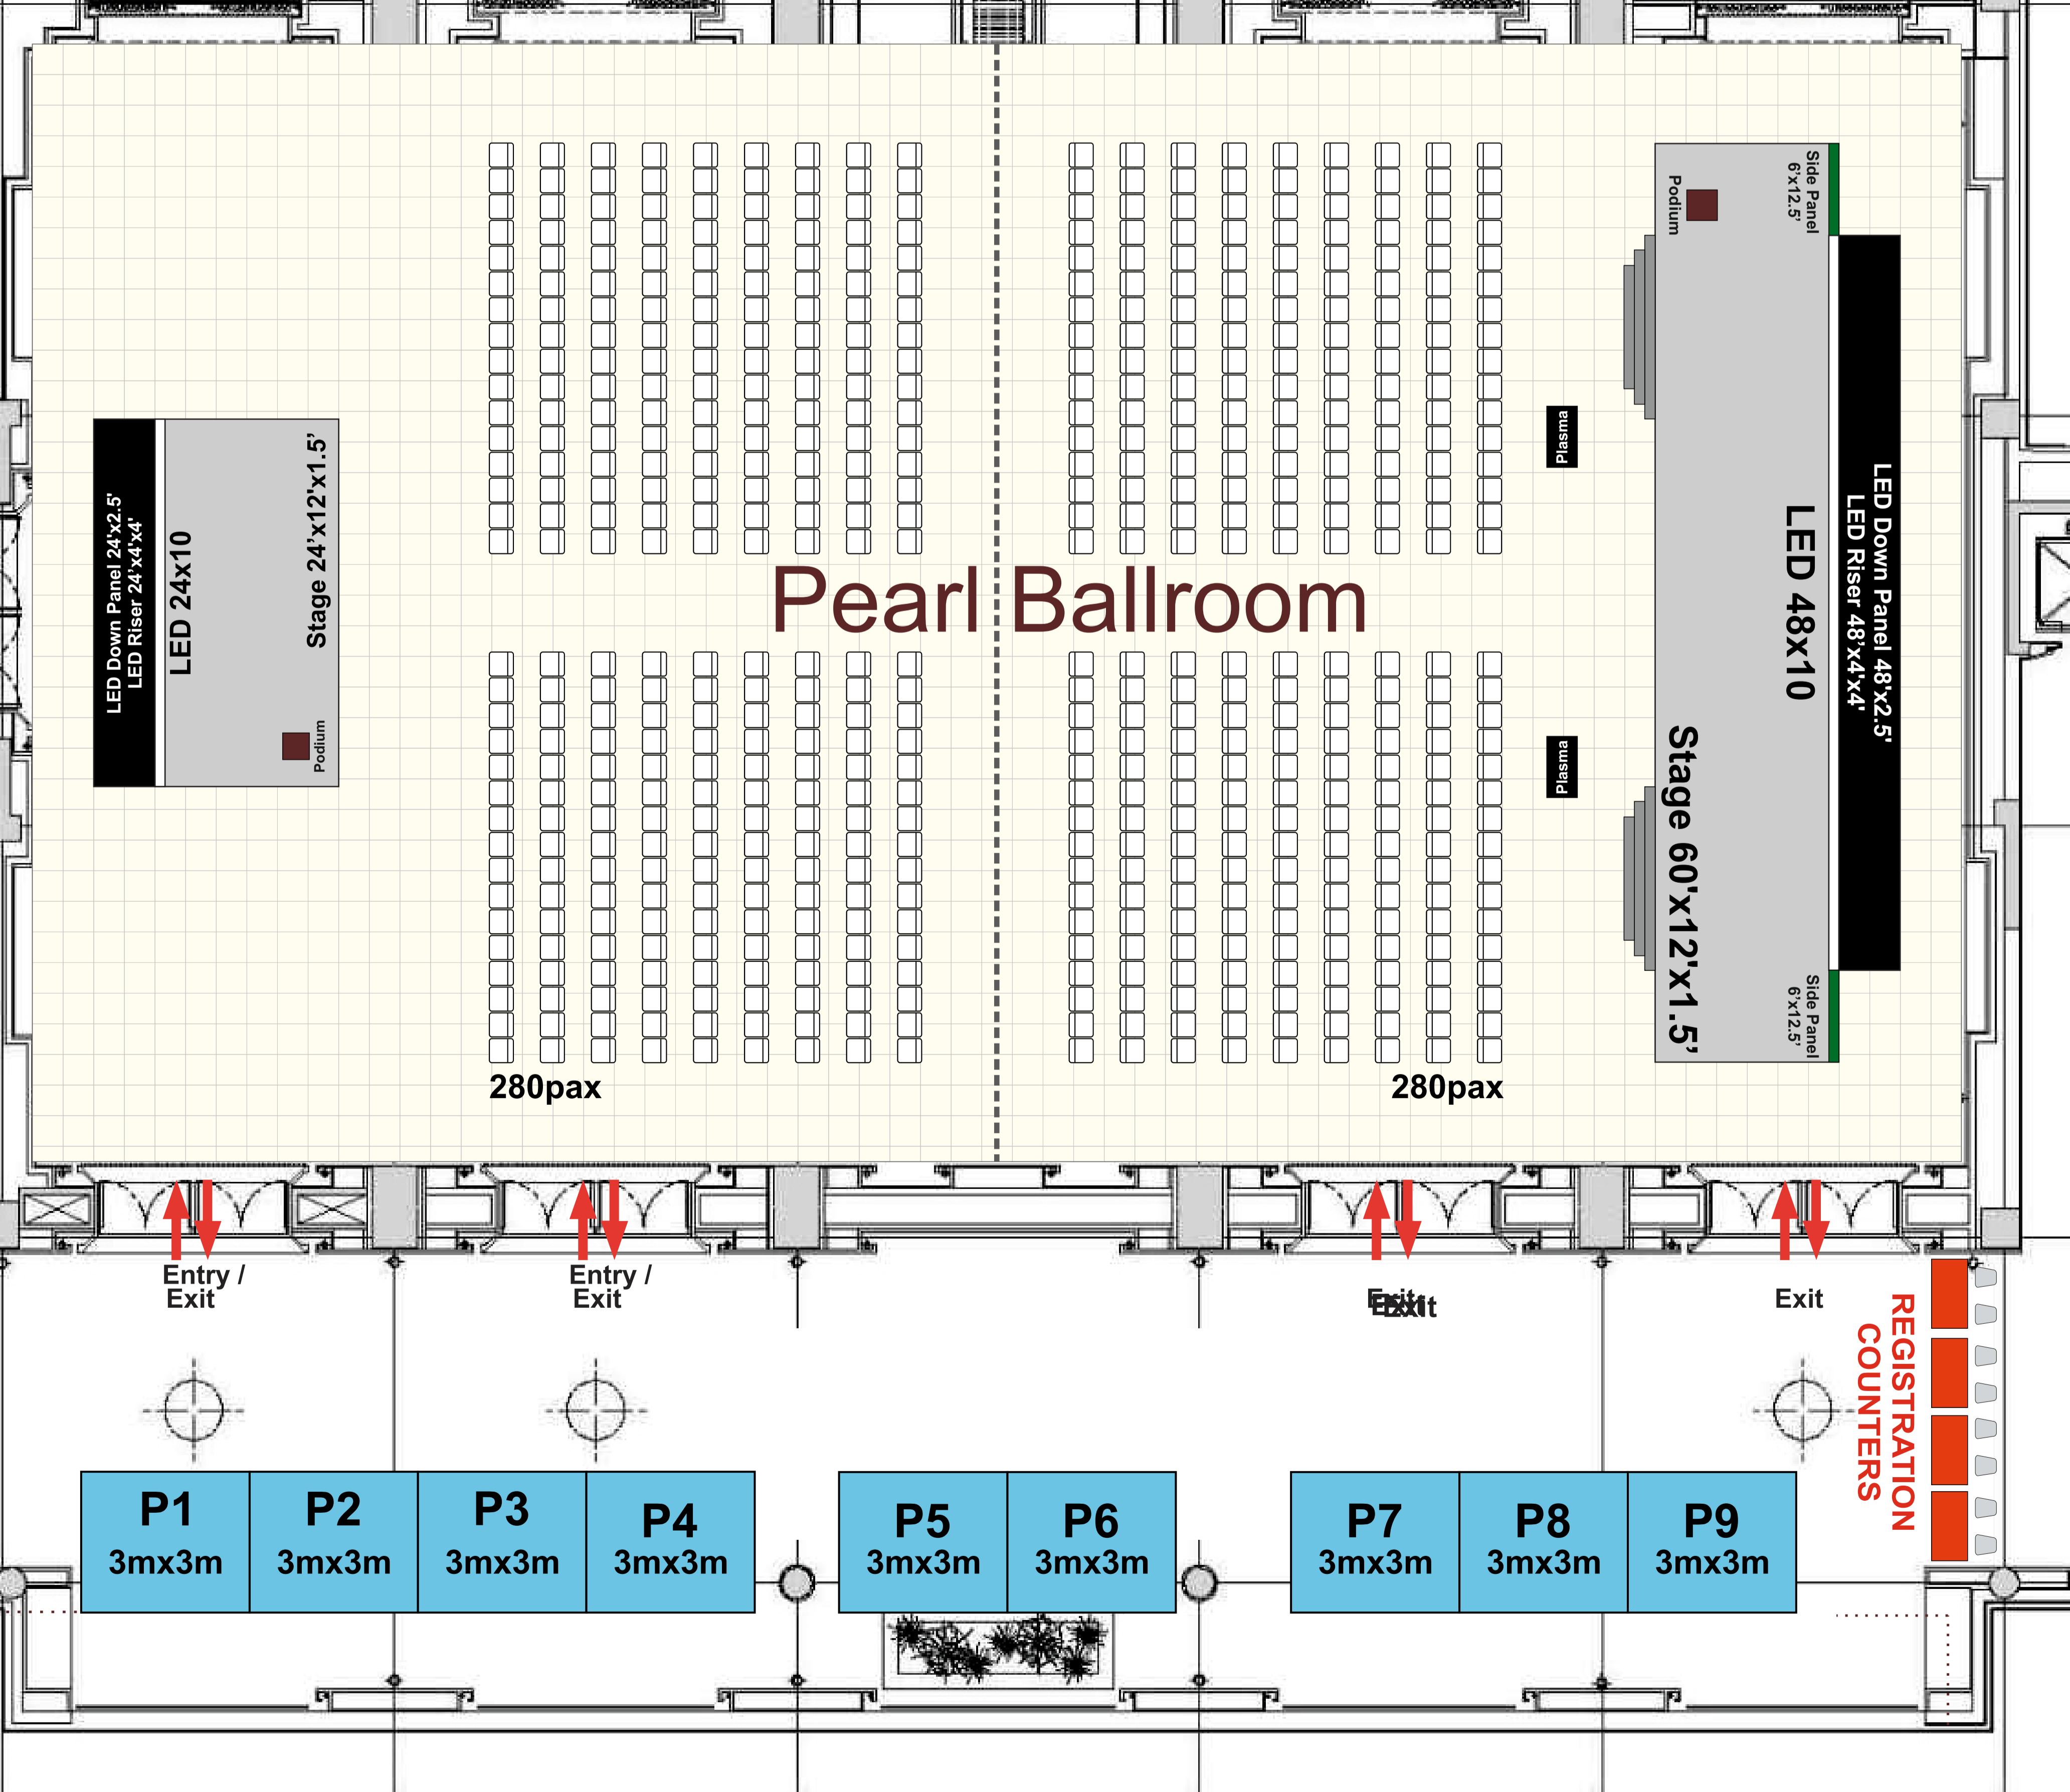 Side Panel
6'x12.5'
Podium
Plasma
LED Down Panel 24'x2.5'
LED Riser 24'x4'x4'
LED 24x10
Stage 24'x12'x1.5'
Podium
Pearl Ballroom
LED 48x10
LED Down Panel 48'x2.5'
LED Riser 48'x4'x4'
Plasma
Stage 60'x12'x1.5'
Side Panel
6'x12.5'
280pax
280pax
Entry /
Exit
Entry /
Exit
Exit
Exit
Exit
REGISTRATION
COUNTERS
P1
3mx3m
P2
3mx3m
P3
3mx3m
P4
3mx3m
P5
3mx3m
P6
3mx3m
P7
3mx3m
P8
3mx3m
P9
3mx3m